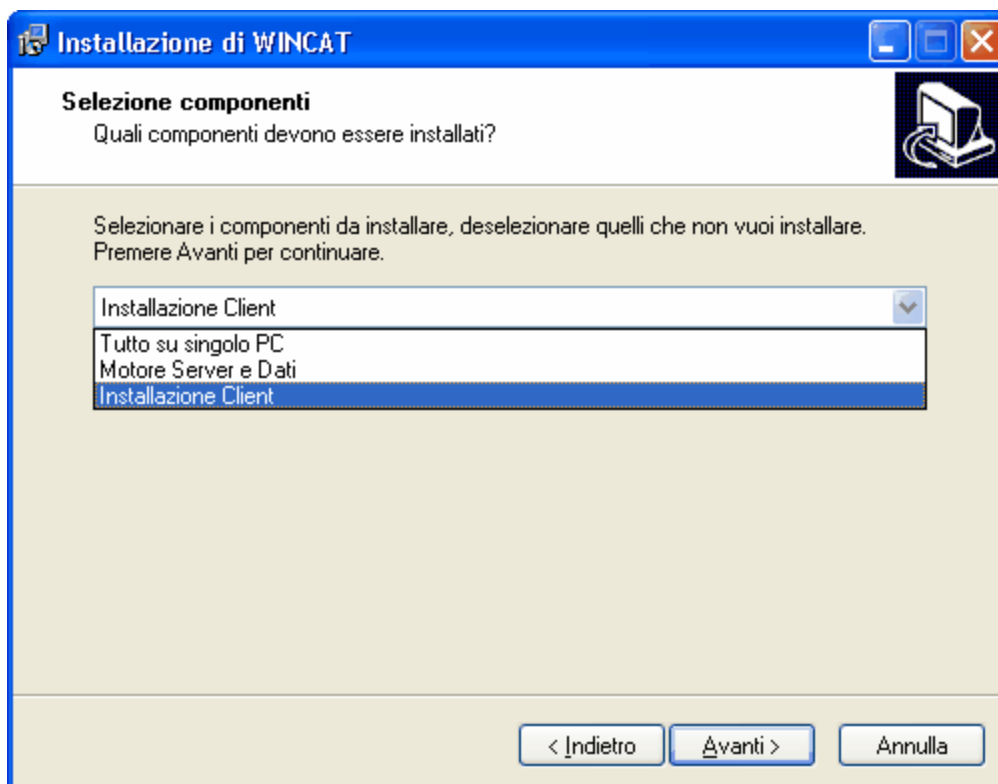 Installazione di WINCAT
Selezione componenti
Quali componenti devono essere installati?
Selezionare i componenti da installare, deselezionare quelli che non vuoi installare.
Premere Avanti per continuare.
Installazione Client
Tutto su singolo PC
Motore Server e Dati
Installazione Client
< Indietro
Avanti >
Annulla